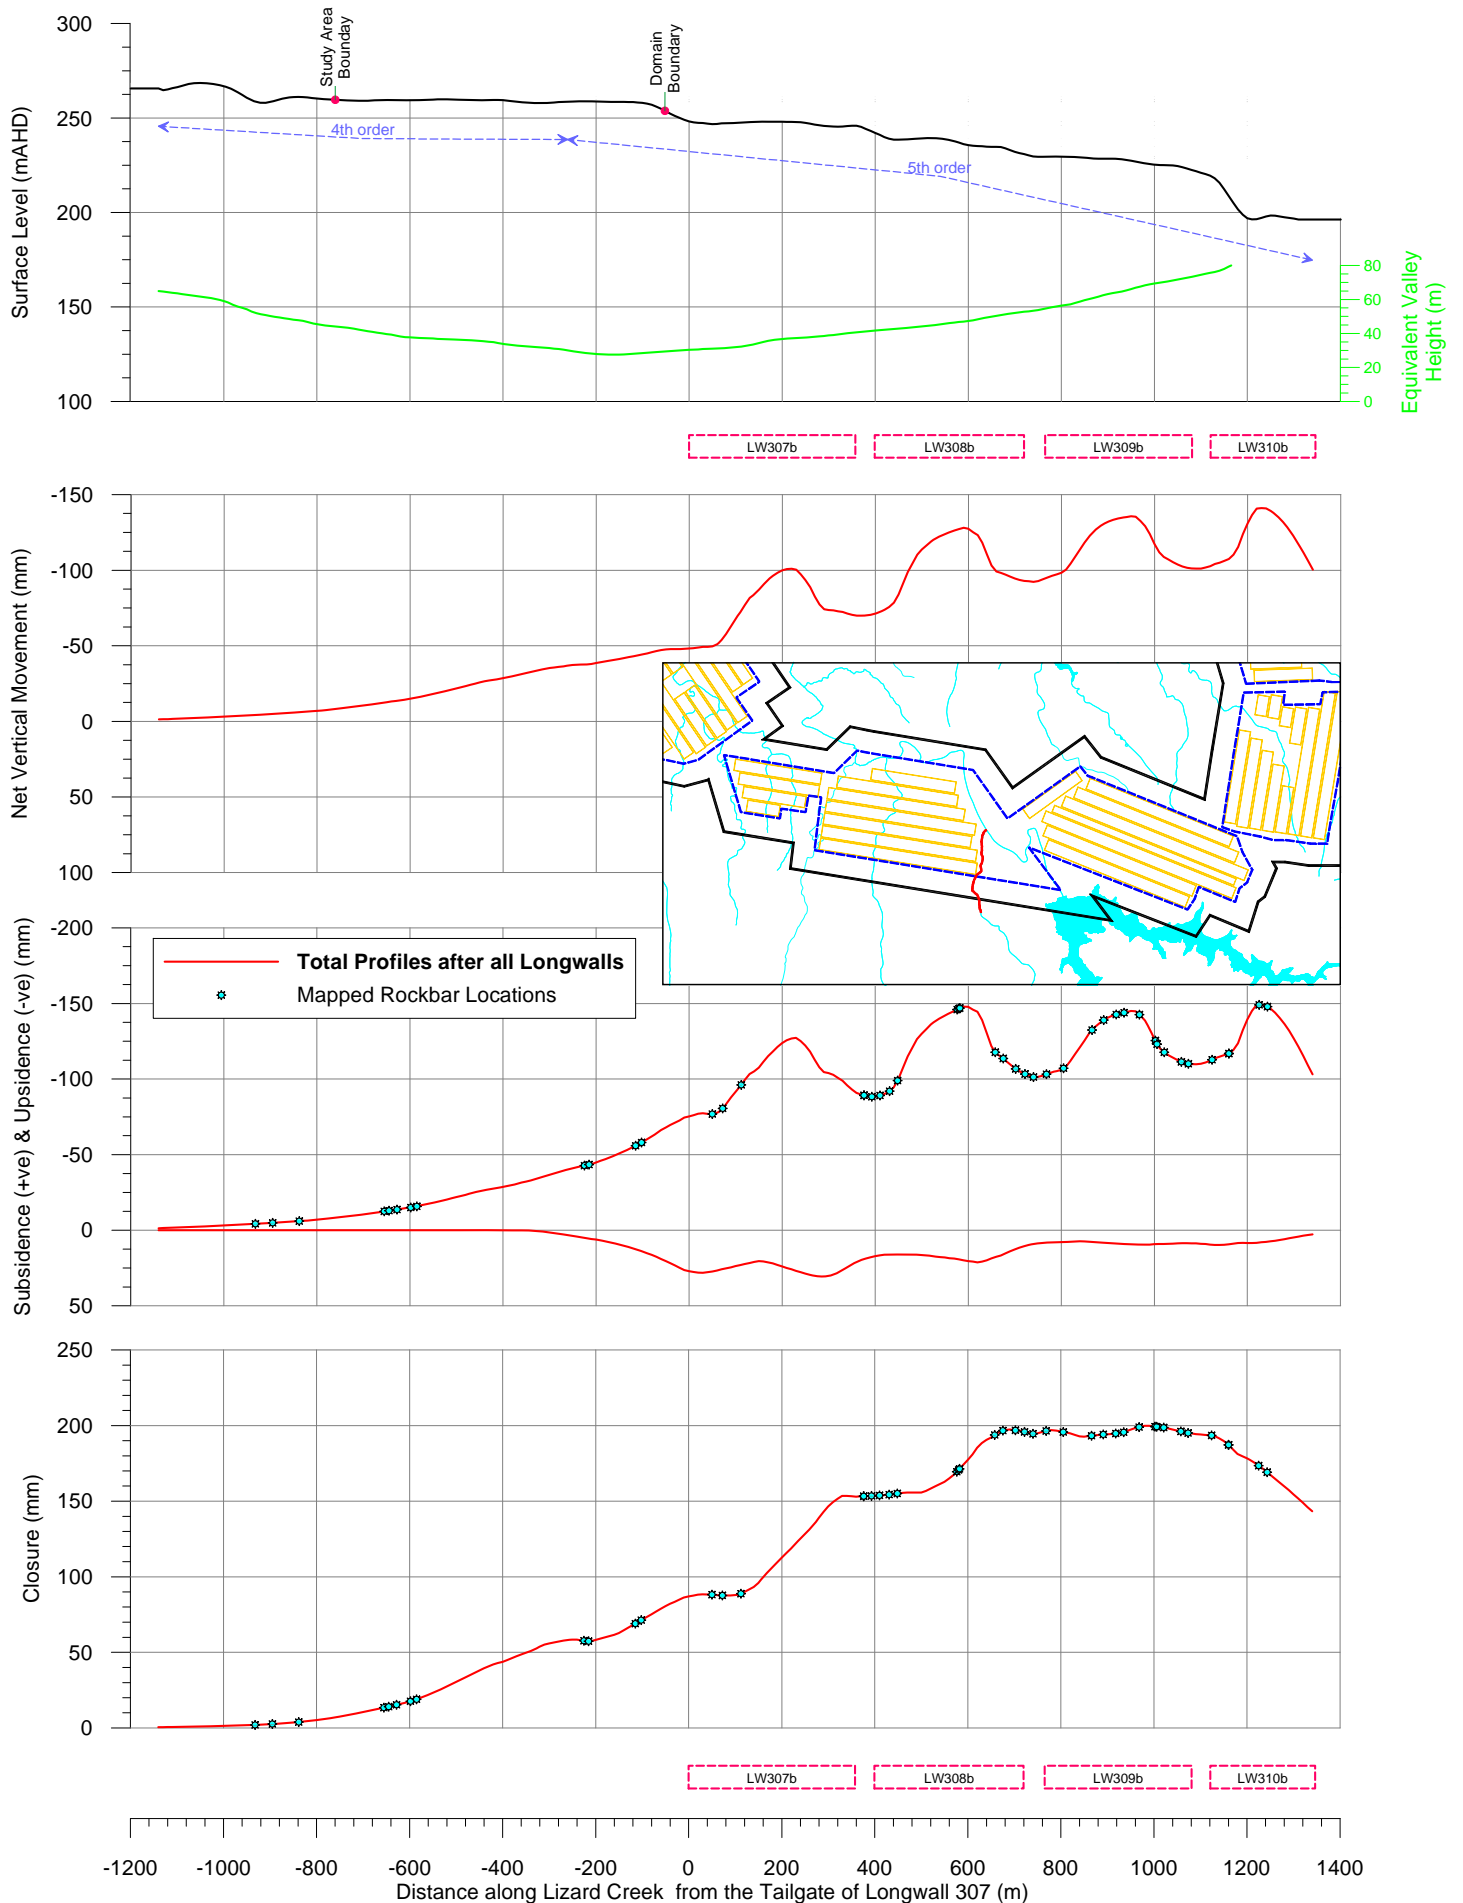 300
250
200
150
100
Surface Level (mAHD)
Study Area
Bounday
Domain
Boundary
4th order
5th order
80
60
40
20
0
Equivalent Valley
Height (m)
LW307b
LW308b
LW309b
LW310b
-150
-100
-50
0
50
100
Net Vertical Movement (mm)
-200
-150
-100
-50
0
50
Subsidence (+ve) & Upsidence (-ve) (mm)
Total Profiles after all Longwalls
Mapped Rockbar Locations
250
200
150
100
50
0
Closure (mm)
LW307b
LW308b
LW309b
LW310b
-1200 -1000 -800 -600 -400 -200 0 200 400 600 800 1000 1200 1400
Distance along Lizard Creek from the Tailgate of Longwall 307 (m)